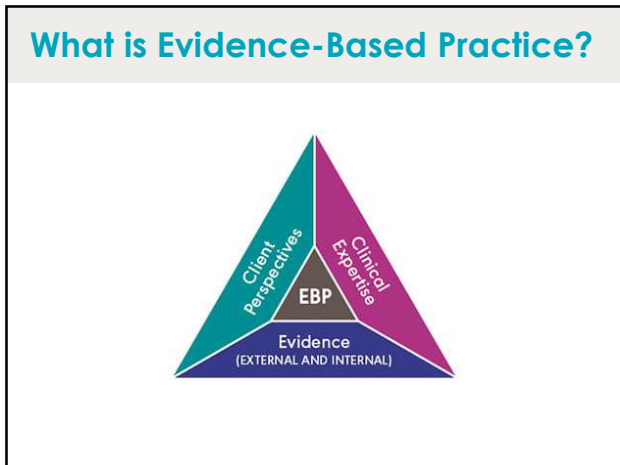 What is Evidence-Based Practice?
Client
Perspectives
Clinical
Expertise
EBP
Evidence
(EXTERNAL AND INTERNAL)